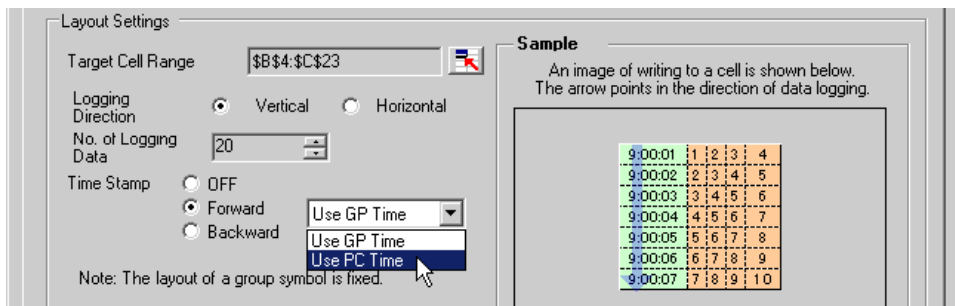 Layout Settings
Target Cell Range $B$4:$C$23
Logging Direction Vertical Horizontal
No. of Logging Data 20
Time Stamp OFF
Forward Use GP Time
Backward Use GP Time
Use PC Time
Note: The layout of a group symbol is fixed.
Sample
An image of writing to a cell is shown below.
The arrow points in the direction of data logging.
9:00:01 1 2 3 4
9:00:02 2 3 4 5
9:00:03 3 4 5 6
9:00:04 4 5 6 7
9:00:05 5 6 7 8
9:00:06 6 7 8 9
9:00:07 7 8 9 10